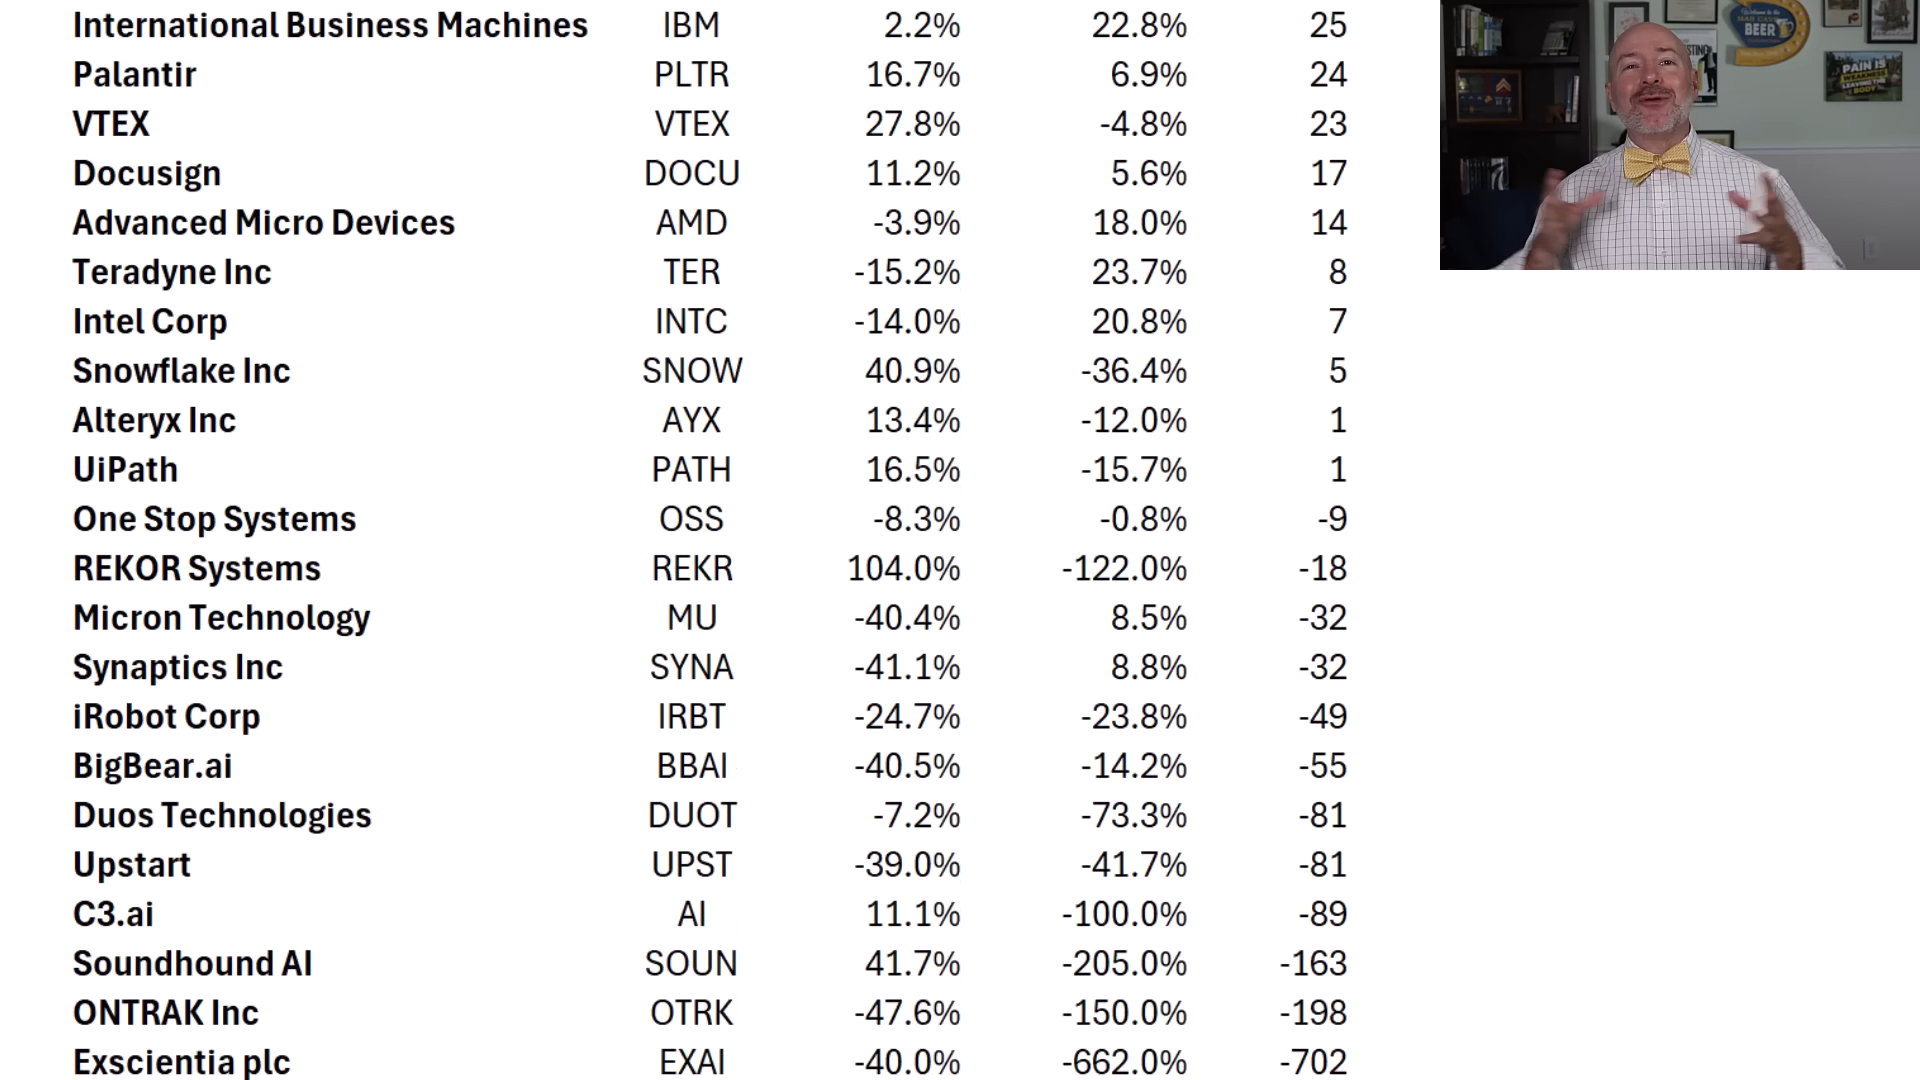 International Business Machines IBM 2.2% 22.8% 25
Palantir PLTR 16.7% 6.9% 24
VTEX VTEX 27.8% -4.8% 23
Docusign DOCU 11.2% 5.6% 17
Advanced Micro Devices AMD -3.9% 18.0% 14
Teradyne Inc TER -15.2% 23.7% 8
Intel Corp INTC -14.0% 20.8% 7
Snowflake Inc SNOW 40.9% -36.4% 5
Alteryx Inc AYX 13.4% -12.0% 1
UiPath PATH 16.5% -15.7% 1
One Stop Systems OSS -8.3% -0.8% -9
REKOR Systems REKR 104.0% -122.0% -18
Micron Technology MU -40.4% 8.5% -32
Synaptics Inc SYNA -41.1% 8.8% -32
iRobot Corp IRBT -24.7% -23.8% -49
BigBear.ai BBAI -40.5% -14.2% -55
Duos Technologies DUOT -7.2% -73.3% -81
Upstart UPST -39.0% -41.7% -81
C3.ai AI 11.1% -100.0% -89
Soundhound AI SOUN 41.7% -205.0% -163
ONTRAK Inc OTRK -47.6% -150.0% -198
Exscientia plc EXAI -40.0% -662.0% -702
BEER
PAIN IS
WEAKNESS
LEAVING THE
BODY